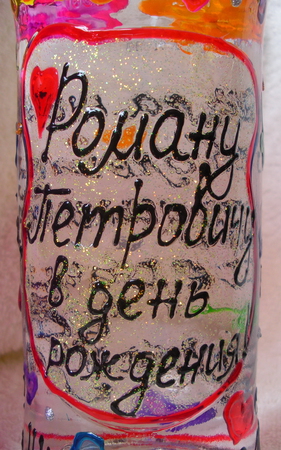 Роману
Петровичу
в день
рождения